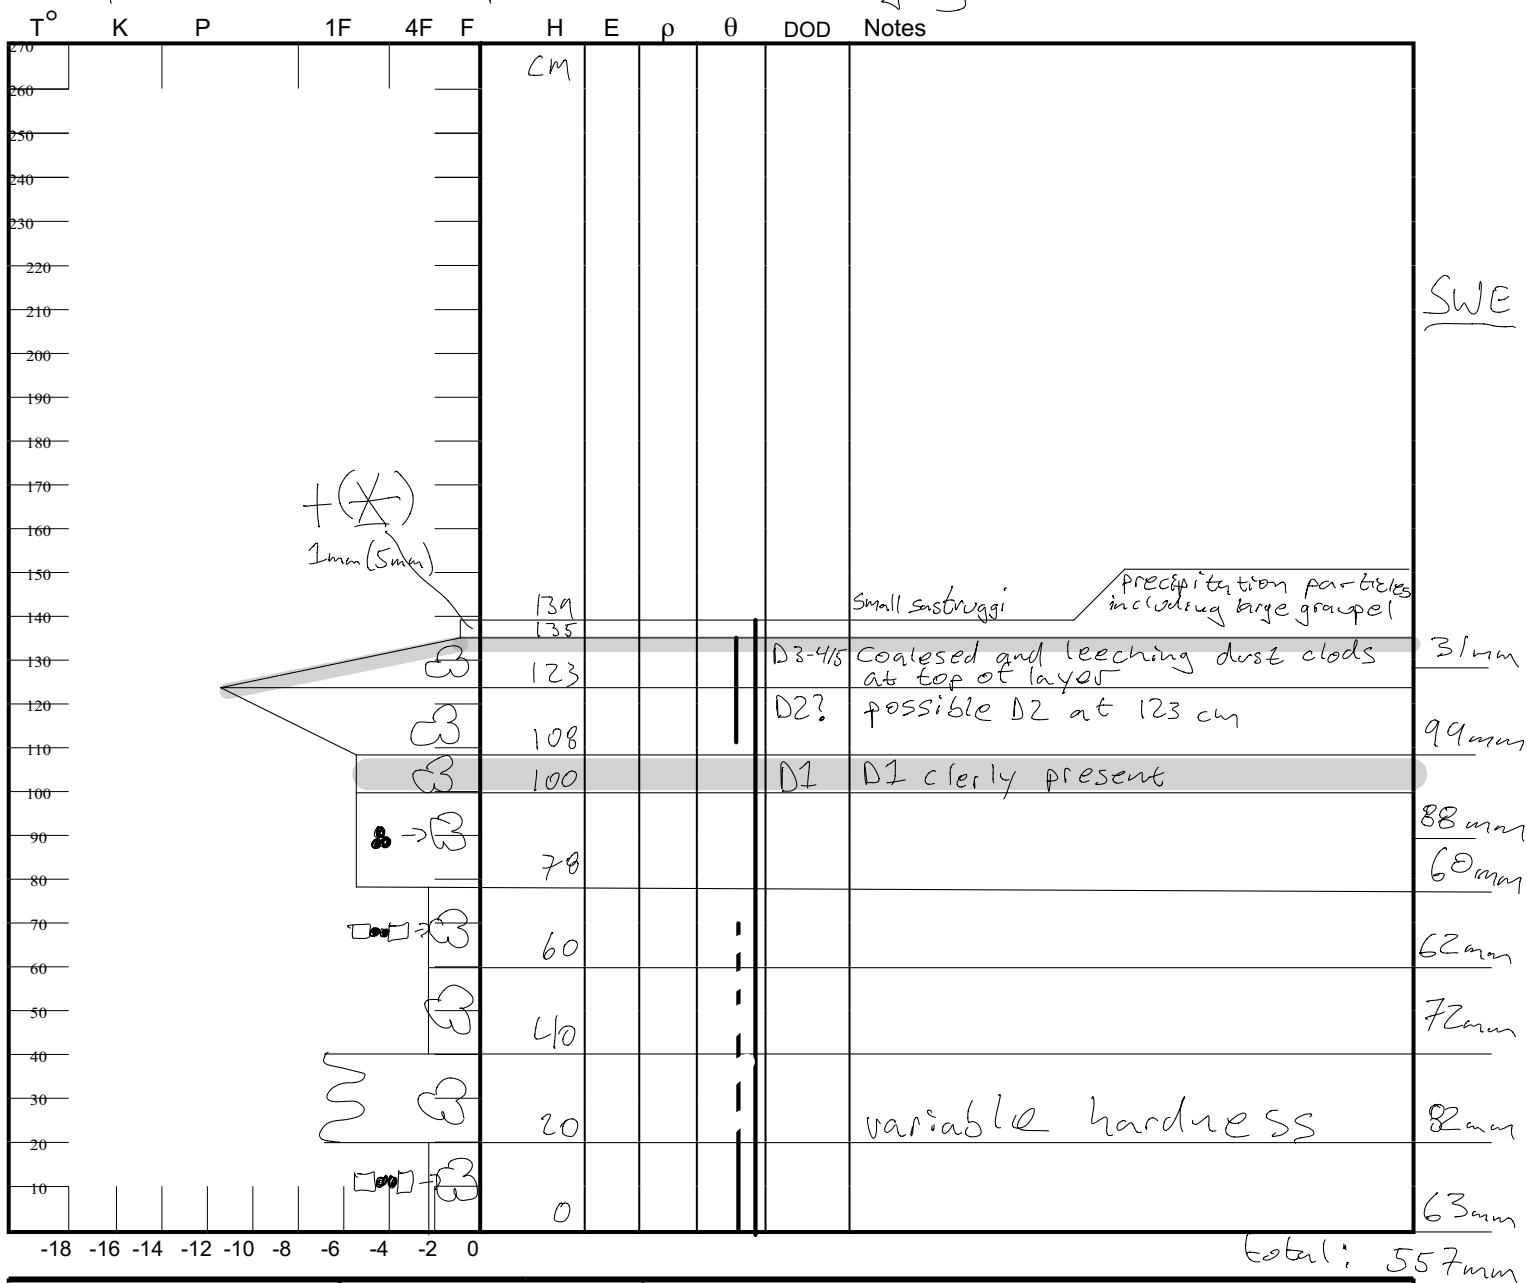 T° K P 1F 4F F H E ρ θ DOD Notes
270
cm
260
250
240
230
220
SWE
210
200
190
180
170
+(X)
160
1mm(5mm)
150
precipitation particles
139 Small sastruggi including large graupel
140
135
130
123 D3-4/5 Coalesed and leeching dust clods 31mm
at top of layer
120
D2? possible D2 at 123 cm
108 99mm
110
100 D1 D1 clerly present
100
88mm
90
78 60mm
80
70
60 62mm
60
50
40 72mm
40
30
20 variable hardness 82mm
20
10
0 63mm
-18 -16 -14 -12 -10 -8 -6 -4 -2 0
total: 557mm